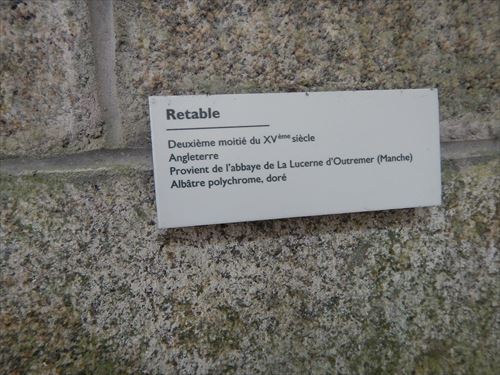 Retable
Deuxième moitié du XVème siècle
Angleterre
Provient de l'abbaye de La Lucerne d'Outremer (Manche)
Albâtre polychrome, doré